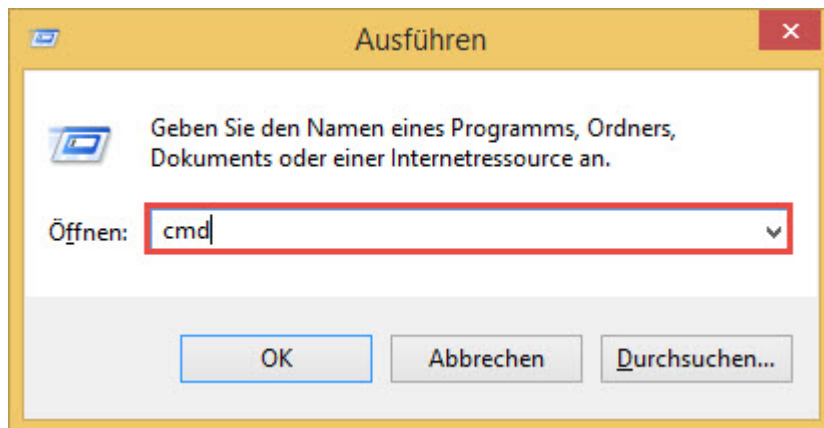 Ausführen
Geben Sie den Namen eines Programms, Ordners,
Dokuments oder einer Internetressource an.
Öffnen: cmd
OK Abbrechen Durchsuchen...